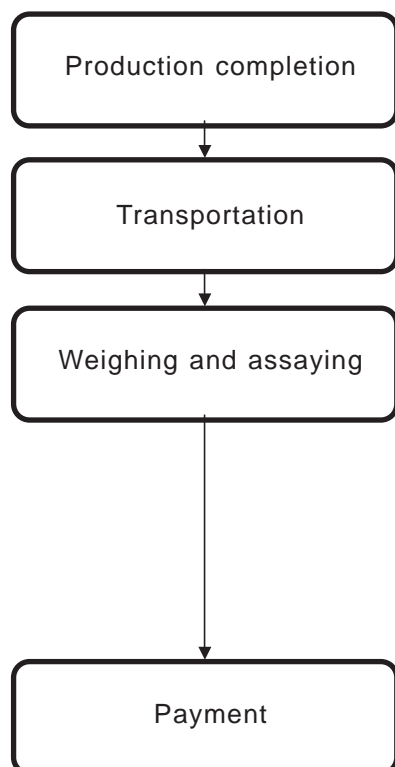 Production completion
Transportation
Weighing and assaying
Payment